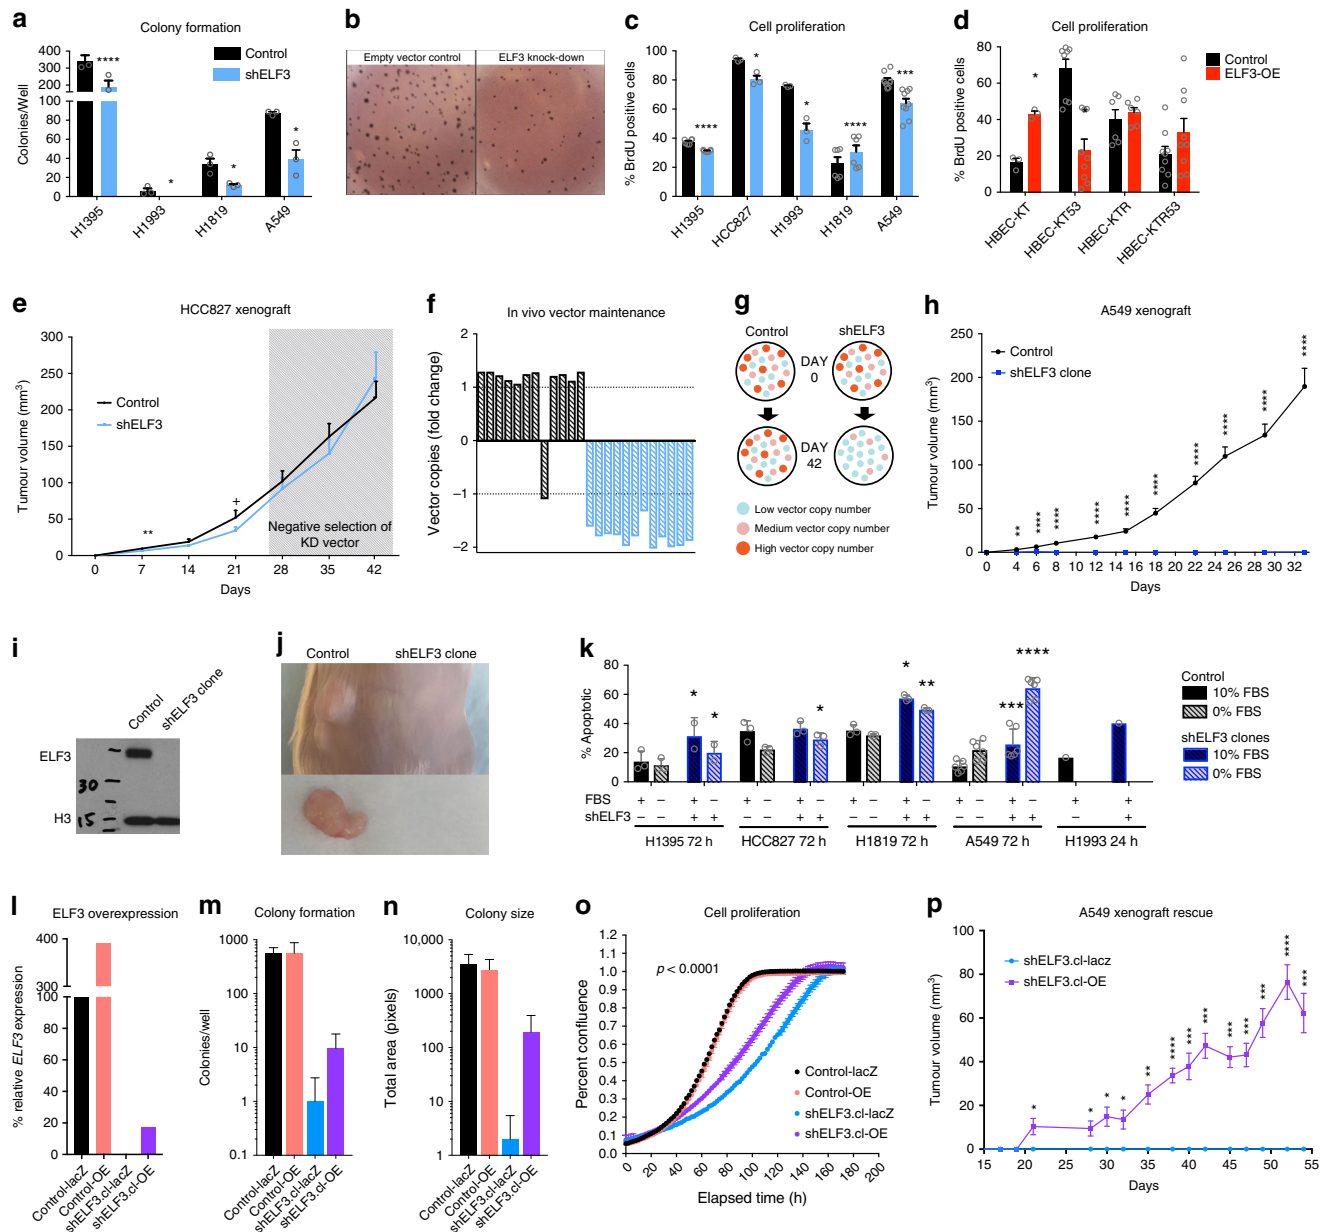 a
Colony formation
Control
shELF3
Colonies/Well
400
300
200
100
80
60
40
20
0
****
*
*
*
H1395
H1993
H1819
A549
b
Empty vector control
ELF3 knock-down
c
Cell proliferation
% BrdU positive cells
100
80
60
40
20
0
****
*
*
****
***
H1395
HCC827
H1993
H1819
A549
d
Cell proliferation
Control
ELF3-OE
% BrdU positive cells
80
60
40
20
0
*
HBEC-KT
HBEC-KT53
HBEC-KTR
HBEC-KTR53
e
HCC827 xenograft
Tumour volume (mm3)
300
250
200
150
100
50
0
Control
shELF3
**
+
Negative selection of
KD vector
0
7
14
21
28
35
42
Days
f
In vivo vector maintenance
Vector copies (fold change)
2
1
0
−1
−2
g
Control
shELF3
DAY
0
DAY
42
Low vector copy number
Medium vector copy number
High vector copy number
h
A549 xenograft
Tumour volume (mm3)
250
200
150
100
50
0
Control
shELF3 clone
**
****
****
****
****
****
****
****
****
****
0
2
4
6
8
10
12
14
16
18
20
22
24
26
28
30
32
Days
i
Control
shELF3 clone
ELF3
30
H3
15
j
Control
shELF3 clone
k
% Apoptotic
80
60
40
20
0
*
*
*
*
**
***
****
Control
10% FBS
0% FBS
shELF3 clones
10% FBS
0% FBS
FBS + − + − + − + − + − + − + − + − + +
shELF3 − − + + − − + + − − + + − − + + − +
H1395 72 h
HCC827 72 h
H1819 72 h
A549 72 h
H1993 24 h
l
ELF3 overexpression
% relative ELF3 expression
400
300
100
80
60
40
20
0
Control-lacZ
Control-OE
shELF3.cl-lacZ
shELF3.cl-OE
m
Colony formation
Colonies/well
1000
100
10
1
0.1
Control-lacZ
Control-OE
shELF3.cl-lacZ
shELF3.cl-OE
n
Colony size
Total area (pixels)
10,000
1000
100
10
1
Control-lacZ
Control-OE
shELF3.cl-lacZ
shELF3.cl-OE
o
Cell proliferation
p < 0.0001
Percent confluence
1.2
1.1
1.0
0.9
0.8
0.7
0.6
0.5
0.4
0.3
0.2
0.1
0.0
Control-lacZ
Control-OE
shELF3.cl-lacZ
shELF3.cl-OE
0
20
40
60
80
100
120
140
160
180
200
Elapsed time (h)
p
A549 xenograft rescue
Tumour volume (mm3)
100
80
60
40
20
0
shELF3.cl-lacz
shELF3.cl-OE
*
*
*
*
**
****
***
***
***
***
***
****
***
15
20
25
30
35
40
45
50
55
Days